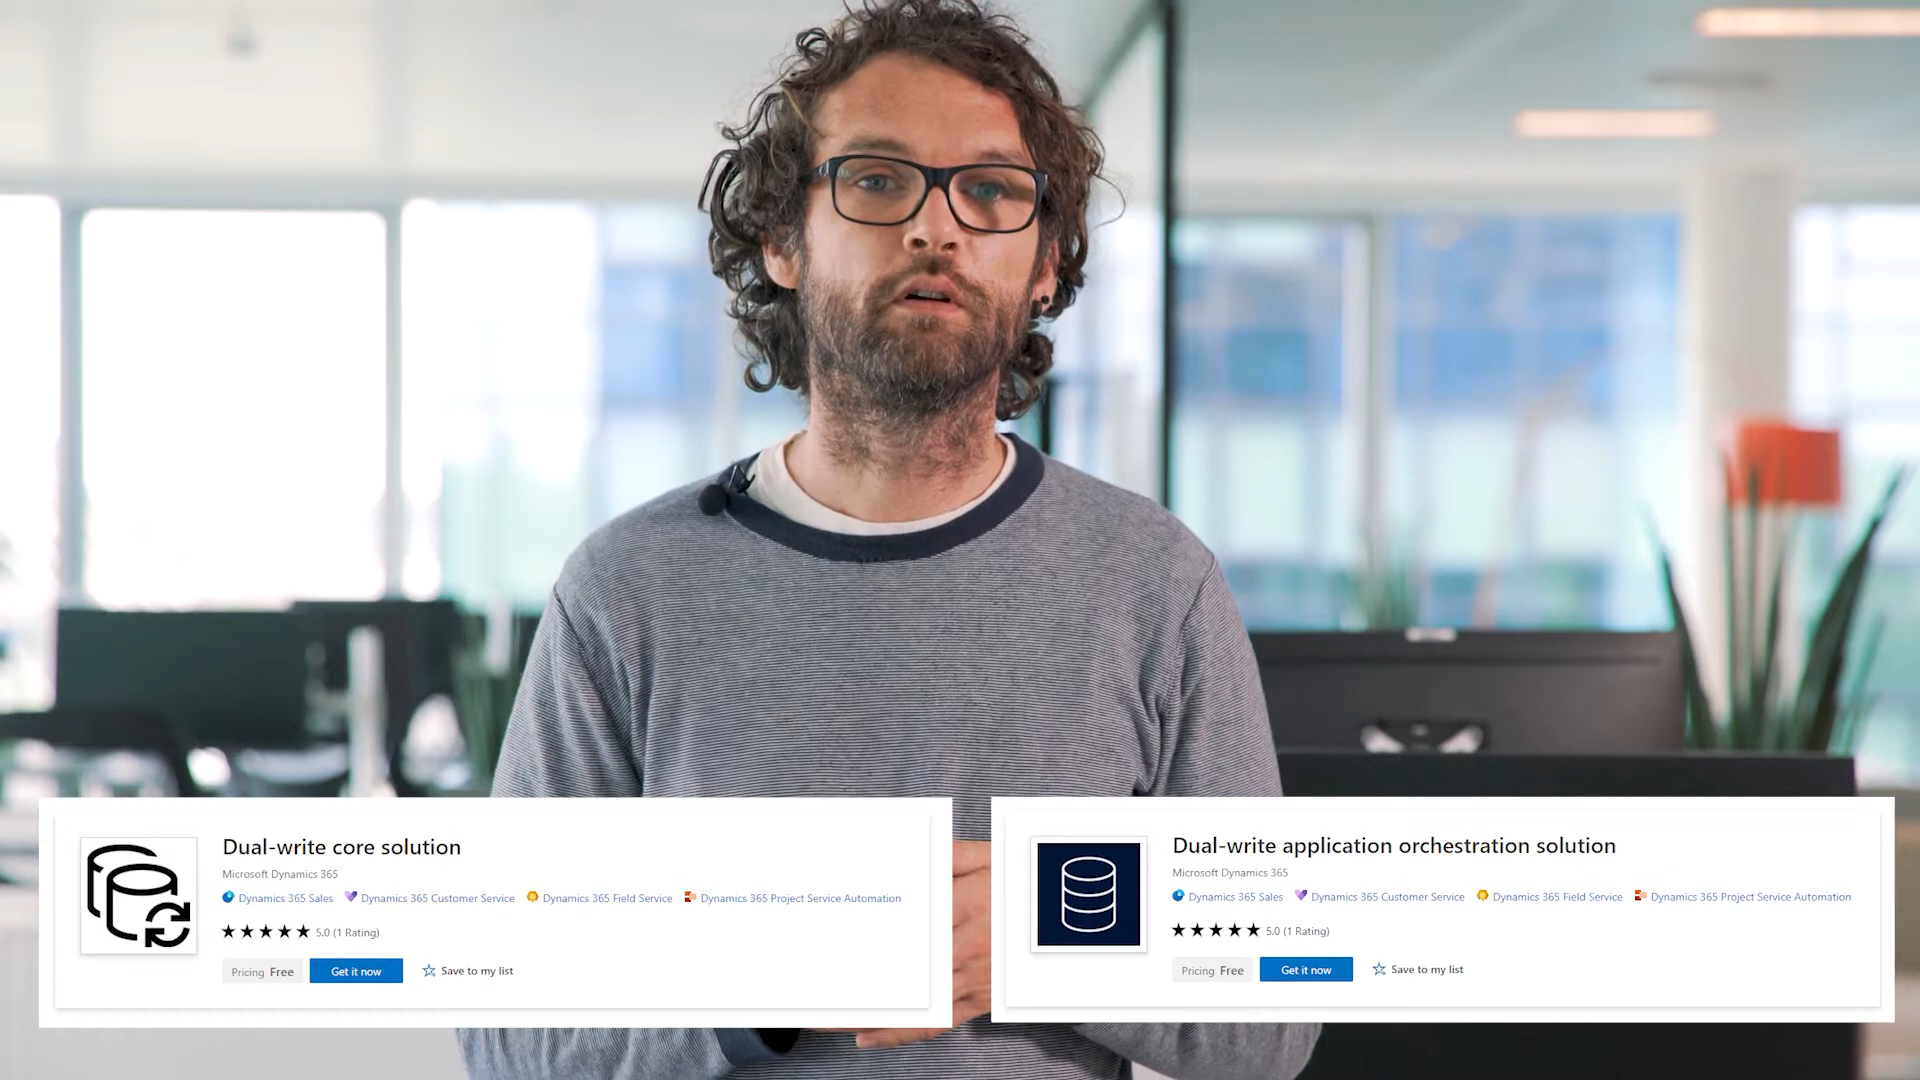 Dual-write core solution
Microsoft Dynamics 365
Dynamics 365 Sales Dynamics 365 Customer Service Dynamics 365 Field Service Dynamics 365 Project Service Automation
5.0 (1 Rating)
Pricing Free Get it now Save to my list
Dual-write application orchestration solution
Microsoft Dynamics 365
Dynamics 365 Sales Dynamics 365 Customer Service Dynamics 365 Field Service Dynamics 365 Project Service Automation
5.0 (1 Rating)
Pricing Free Get it now Save to my list